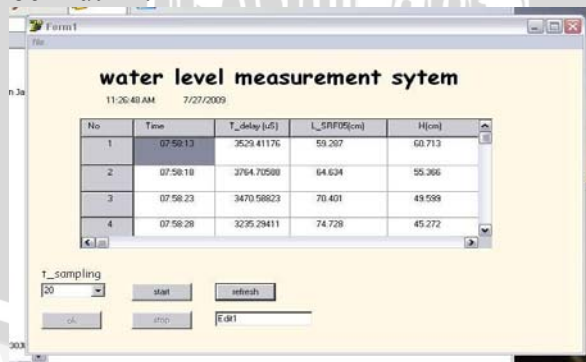 Form1
File
water level measurement sytem
11:26:48 AM 7/27/2009
No Time T_delay (uS) L_SRF05(cm) H(cm)
1 07:58:13 3529.41176 59.287 60.713
2 07:58:18 3764.70588 64.634 55.366
3 07:58:23 3470.58823 70.401 49.599
4 07:58:28 3235.29411 74.728 45.272
T_sampling
20 start refresh
ok stop Edit1